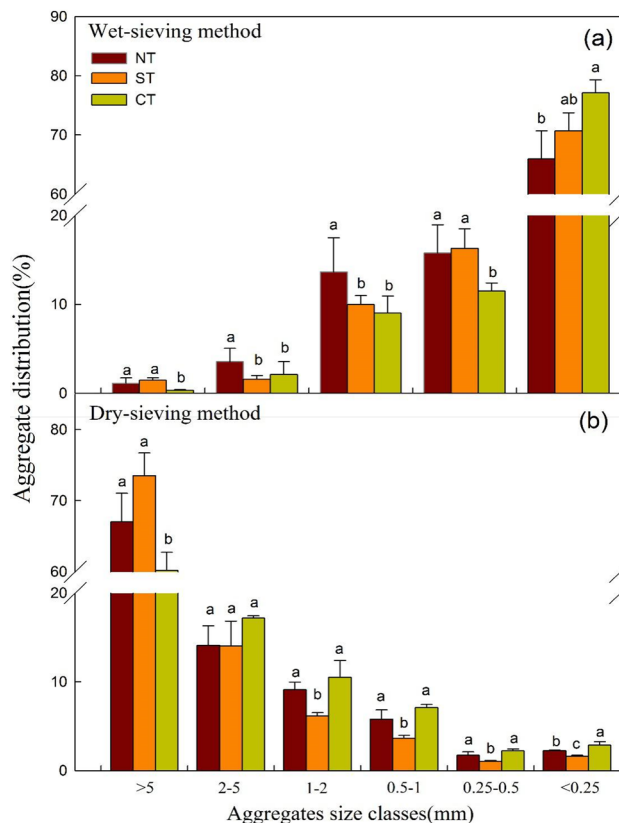 Wet-sieving method
(a)
NT
ST
CT
90
80
70
60
20
10
0
a a b
a b b
a b b
a a b
b ab a
Aggregate distribution(%)
Dry-sieving method
(b)
80
70
60
20
10
0
a a b
a a a
a b a
a b a
a b a
b c a
>5 2-5 1-2 0.5-1 0.25-0.5 <0.25
Aggregates size classes(mm)